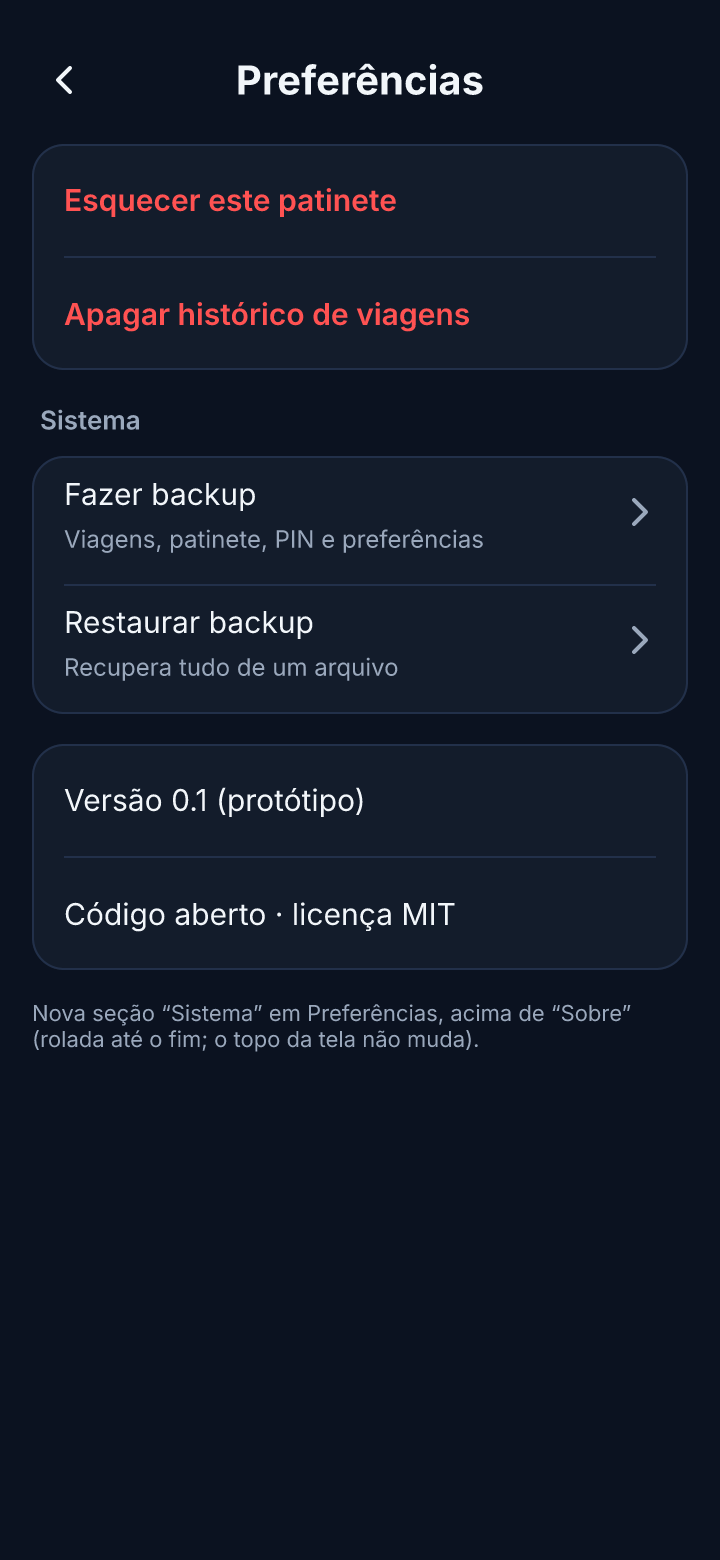 Preferências
Esquecer este patinete
Apagar histórico de viagens
Sistema
Fazer backup
Viagens, patinete, PIN e preferências
Restaurar backup
Recupera tudo de um arquivo
Versão 0.1 (protótipo)
Código aberto · licença MIT
Nova seção “Sistema” em Preferências, acima de “Sobre”
(rolada até o fim; o topo da tela não muda).